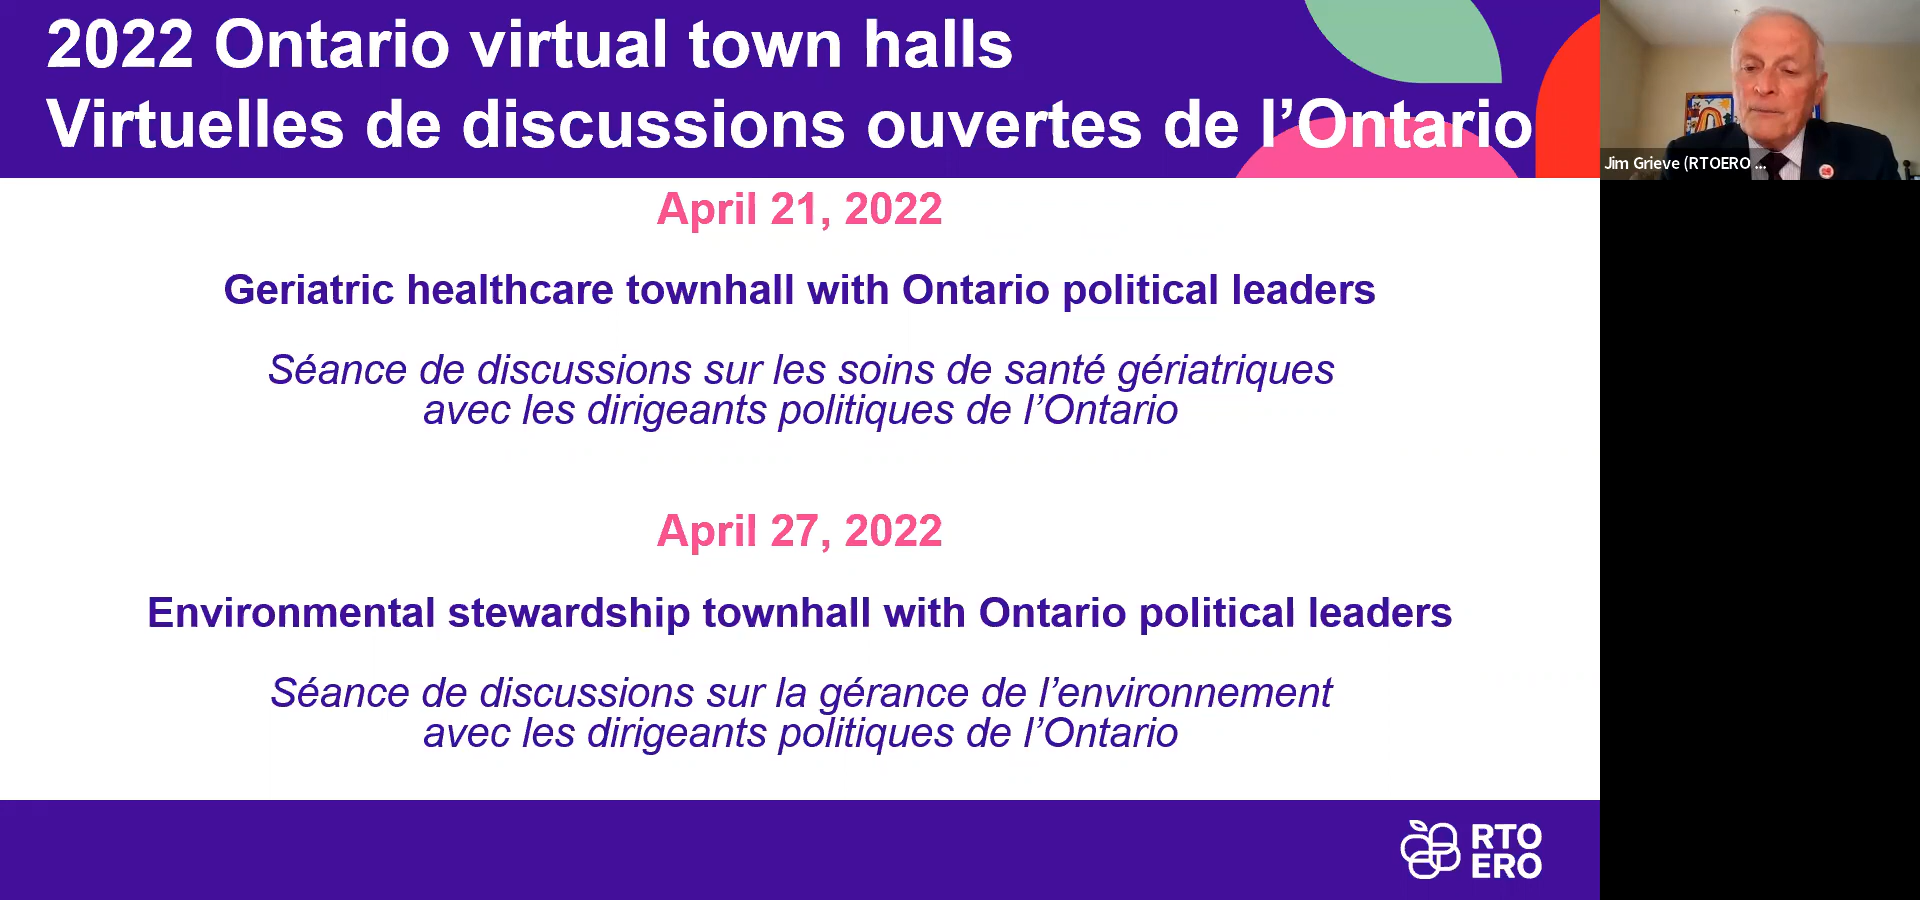 2022 Ontario virtual town halls
Virtuelles de discussions ouvertes de l’Ontario
Jim Grieve (RTOERO ...
April 21, 2022
Geriatric healthcare townhall with Ontario political leaders
Séance de discussions sur les soins de santé gériatriques
avec les dirigeants politiques de l’Ontario
April 27, 2022
Environmental stewardship townhall with Ontario political leaders
Séance de discussions sur la gérance de l’environnement
avec les dirigeants politiques de l’Ontario
RTO
ERO